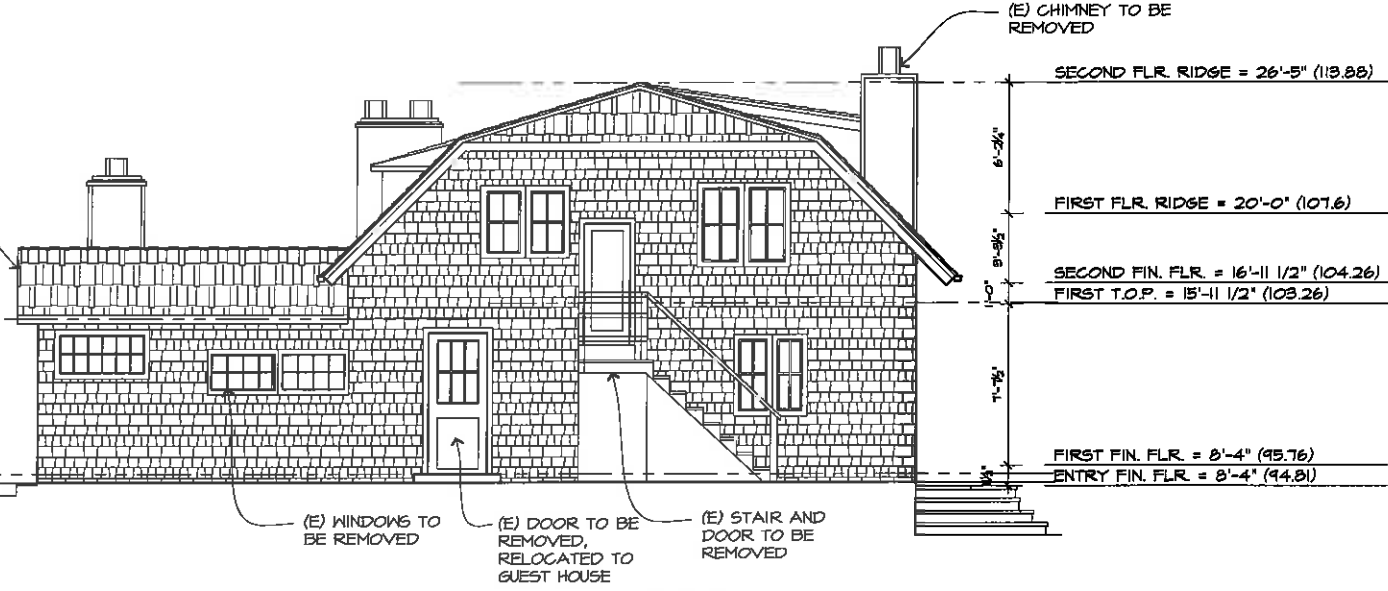 (E) CHIMNEY TO BE
REMOVED
SECOND FLR. RIDGE = 26'-5" (113.88)
6'-2¼"
FIRST FLR. RIDGE = 20'-0" (107.6)
SECOND FIN. FLR. = 16'-11 1/2" (104.26)
1'-0"
FIRST T.O.P. = 15'-11 1/2" (103.26)
7'-7½"
FIRST FIN. FLR. = 8'-4" (95.76)
ENTRY FIN. FLR. = 8'-4" (94.81)
(E) WINDOWS TO
BE REMOVED
(E) DOOR TO BE
REMOVED,
RELOCATED TO
GUEST HOUSE
(E) STAIR AND
DOOR TO BE
REMOVED